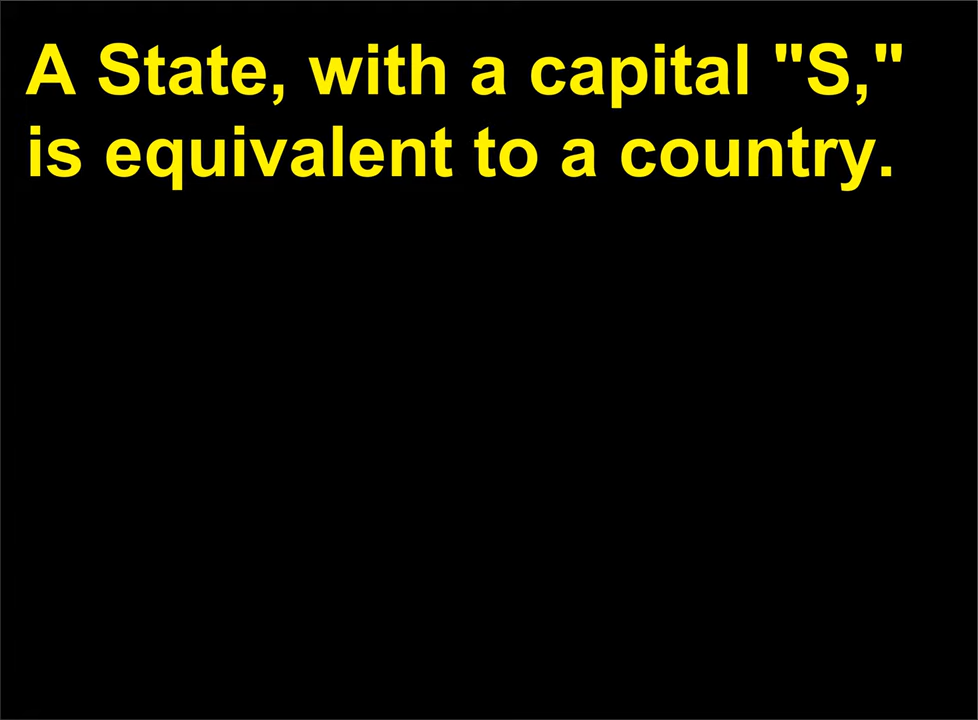 A State, with a capital "S,"
is equivalent to a country.